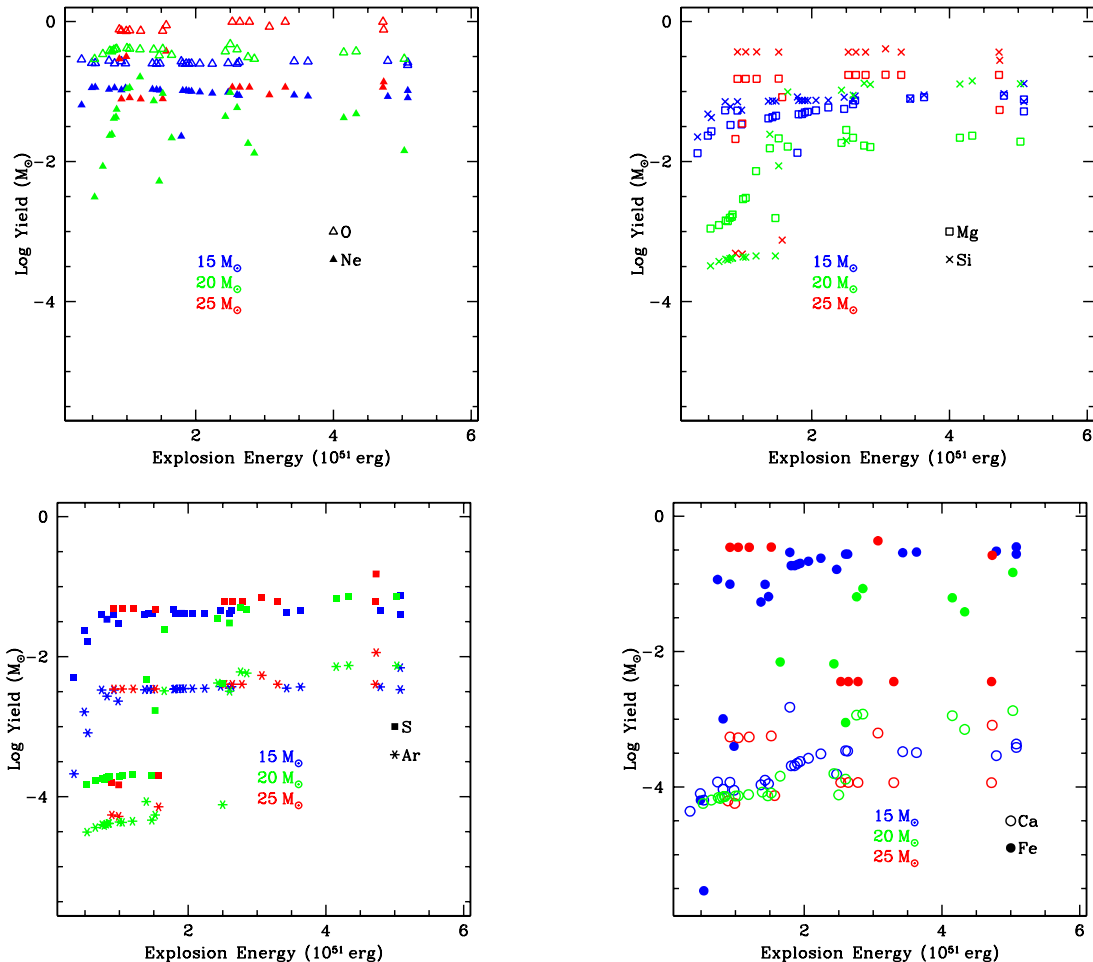 0
−2
−4
Log Yield (M⊙)
△ O
▲ Ne
15 M⊙
20 M⊙
25 M⊙
2
4
6
Explosion Energy (10⁵¹ erg)
0
−2
−4
Log Yield (M⊙)
□ Mg
× Si
15 M⊙
20 M⊙
25 M⊙
2
4
6
Explosion Energy (10⁵¹ erg)
0
−2
−4
Log Yield (M⊙)
■ S
✳ Ar
15 M⊙
20 M⊙
25 M⊙
2
4
6
Explosion Energy (10⁵¹ erg)
0
−2
−4
Log Yield (M⊙)
○ Ca
● Fe
15 M⊙
20 M⊙
25 M⊙
2
4
6
Explosion Energy (10⁵¹ erg)